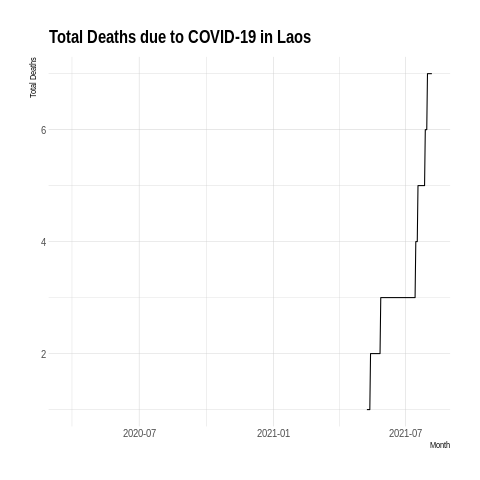 Total Deaths due to COVID-19 in Laos
Total Deaths
6
4
2
2020-07
2021-01
2021-07
Month